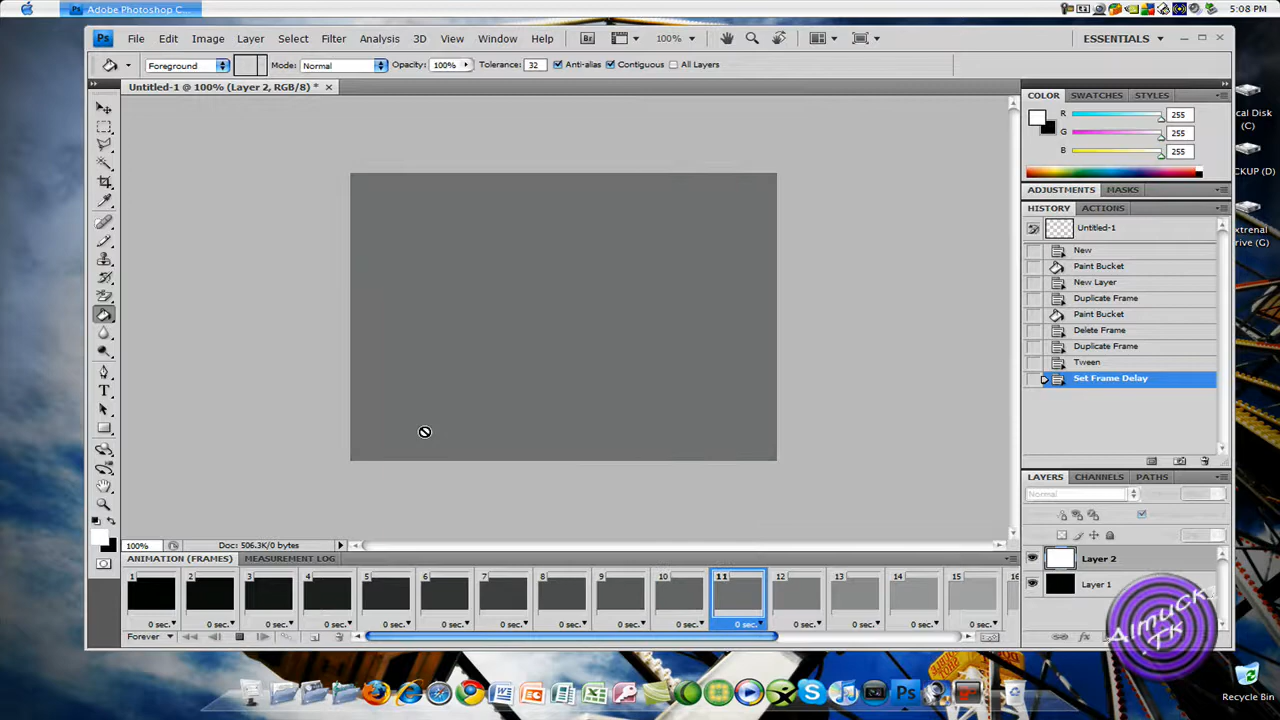 Adobe Photoshop C...
5:08 PM
Ps File Edit Image Layer Select Filter Analysis 3D View Window Help Br 100% ESSENTIALS
Foreground Mode: Normal Opacity: 100% Tolerance: 32 Anti-alias Contiguous All Layers
Untitled-1 @ 100% (Layer 2, RGB/8) *
COLOR SWATCHES STYLES
R 255
G 255
B 255
ADJUSTMENTS MASKS
HISTORY ACTIONS
Untitled-1
New
Paint Bucket
New Layer
Duplicate Frame
Paint Bucket
Delete Frame
Duplicate Frame
Tween
Set Frame Delay
LAYERS CHANNELS PATHS
Normal
Layer 2
Layer 1
100% Doc: 506.3K/0 bytes
ANIMATION (FRAMES) MEASUREMENT LOG
1 2 3 4 5 6 7 8 9 10 11 12 13 14 15 16
0 sec. 0 sec. 0 sec. 0 sec. 0 sec. 0 sec. 0 sec. 0 sec. 0 sec. 0 sec. 0 sec. 0 sec. 0 sec. 0 sec. 0 sec.
Forever
cal Disk
(C)
CKUP (D)
xtrenal
rive (G)
Almuck
TK
Recycle Bin